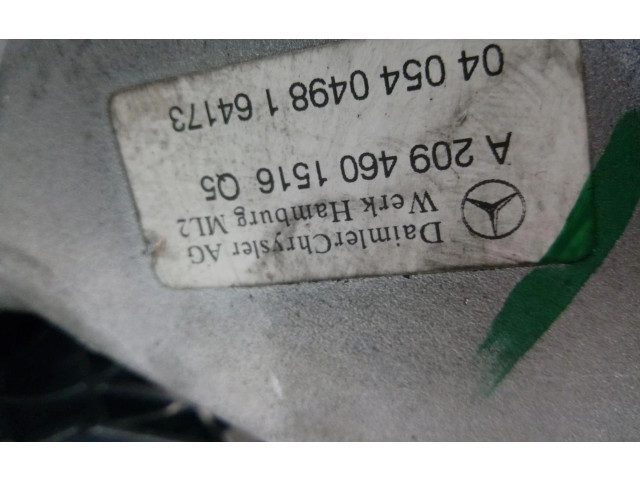 DaimlerChrysler AG
Werk Hamburg ML2
A 209 460 1516 Q5
04 054 0498 1 64173